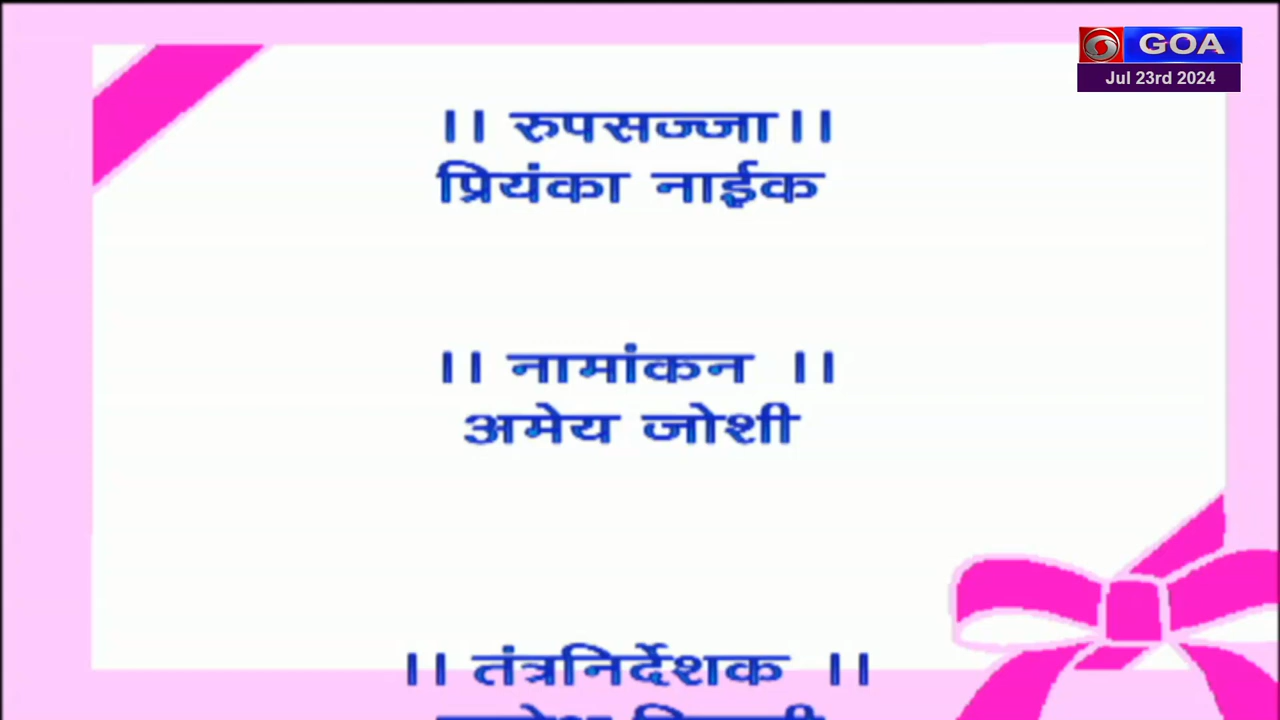 GOA
Jul 23rd 2024
।। रुपसज्जा।।
प्रियंका नाईक
।। नामांकन ।।
अमेय जोशी
।। तंत्रनिर्देशक ।।